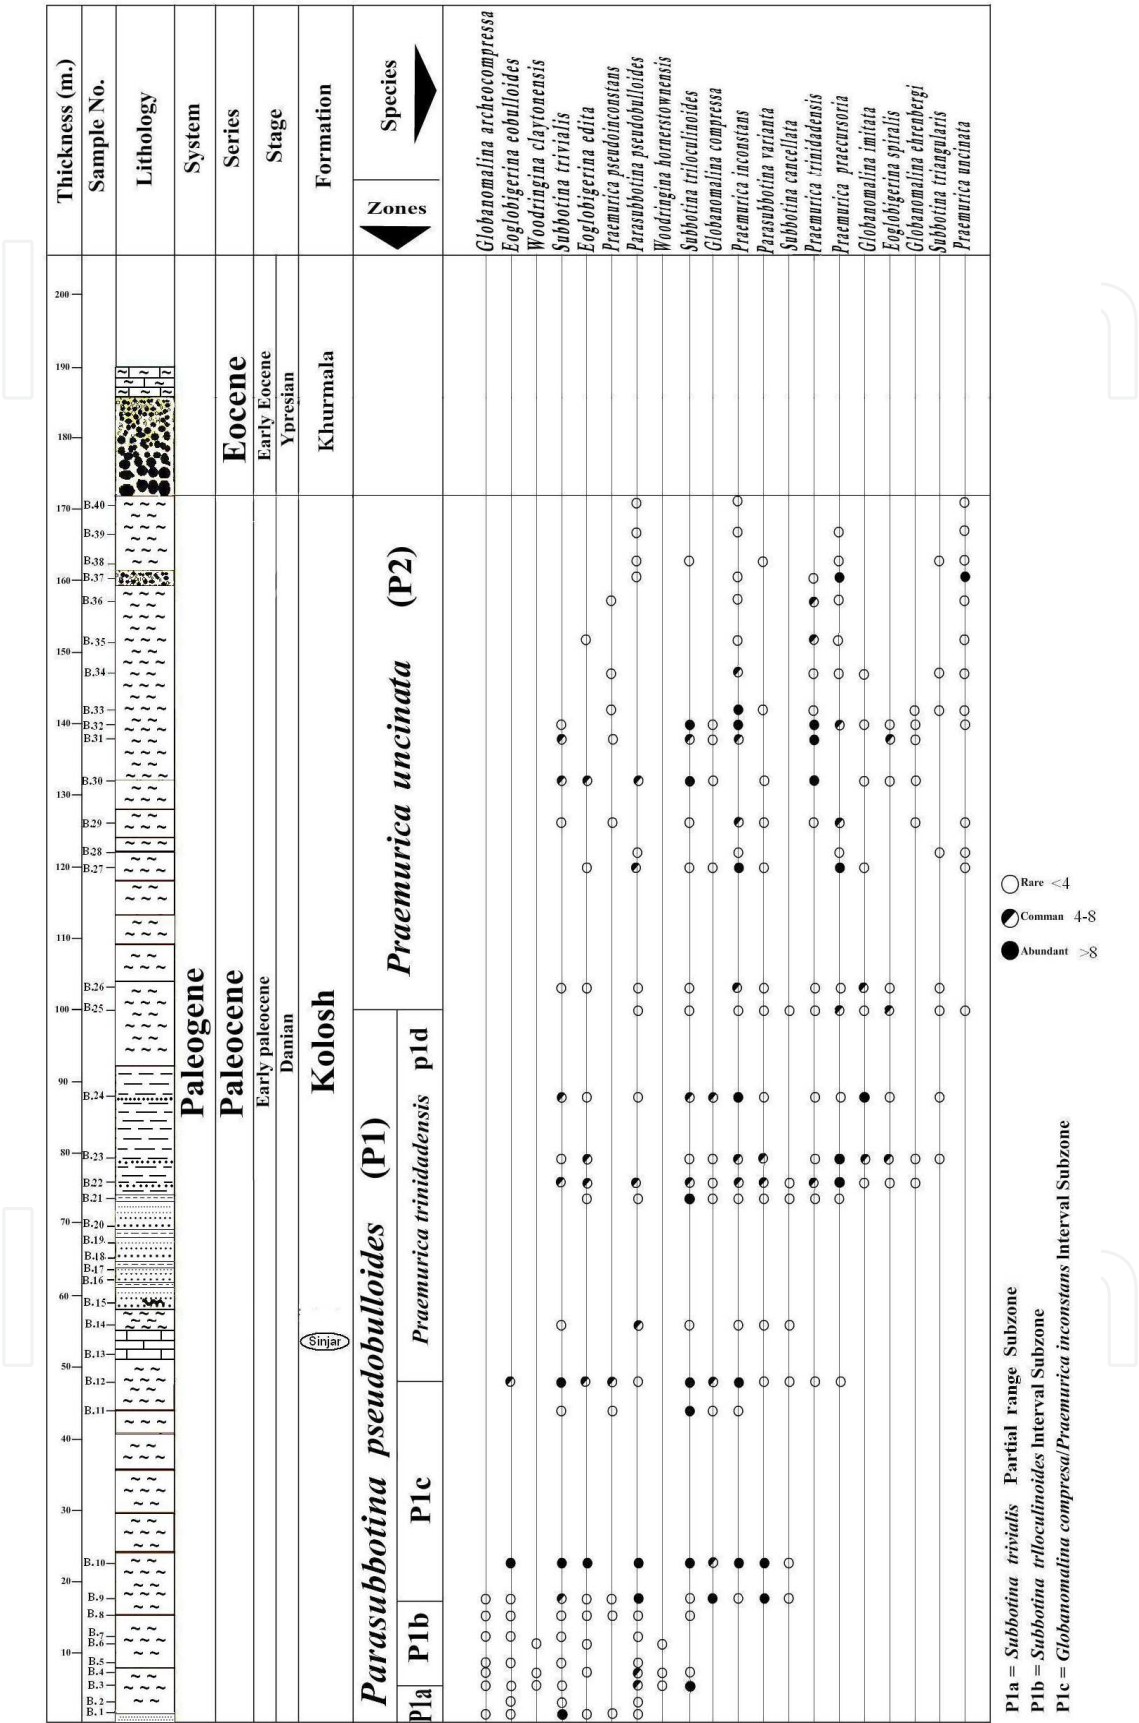 Thickness (m.)
Sample No.
Lithology
System
Series
Stage
Formation
Species
Zones
Globanomalina archeocompressa
Eoglobigerina eobulloides
Woodringina claytonensis
Subbotina trivialis
Eoglobigerina edita
Praemurica pseudoinconstans
Parasubbotina pseudobulloides
Woodringina hornerstownensis
Subbotina triloculinoides
Globanomalina compressa
Praemurica inconstans
Parasubbotina varianta
Subbotina cancellata
Praemurica trinidadensis
Praemurica praecursoria
Globanomalina imitata
Eoglobigerina spiralis
Globanomalina ehrenbergi
Subbotina triangularis
Praemurica uncinata
200
190
180
170
160
150
140
130
120
110
100
90
80
70
60
50
40
30
20
10
B.40
B.39
B.38
B.37
B.36
B.35
B.34
B.33
B.32
B.31
B.30
B.29
B.28
B.27
B.26
B.25
B.24
B.23
B.22
B.21
B.20
B.19
B.18
B.17
B.16
B.15
B.14
B.13
B.12
B.11
B.10
B.9
B.8
B.7
B.6
B.5
B.4
B.3
B.2
B.1
Eocene
Early Eocene
Ypresian
Khurmala
Paleogene
Paleocene
Early paleocene
Danian
Kolosh
Sinjar
Praemurica uncinata (P2)
Parasubbotina pseudobulloides (P1)
Praemurica trinidadensis p1d
P1c
P1b
P1a
Rare <4
Comman 4-8
Abundant >8
P1a = Subbotina trivialis Partial range Subzone
P1b = Subbotina trlloculinoides Interval Subzone
P1c = Globanomalina compresa/Praemurica inconstans Interval Subzone